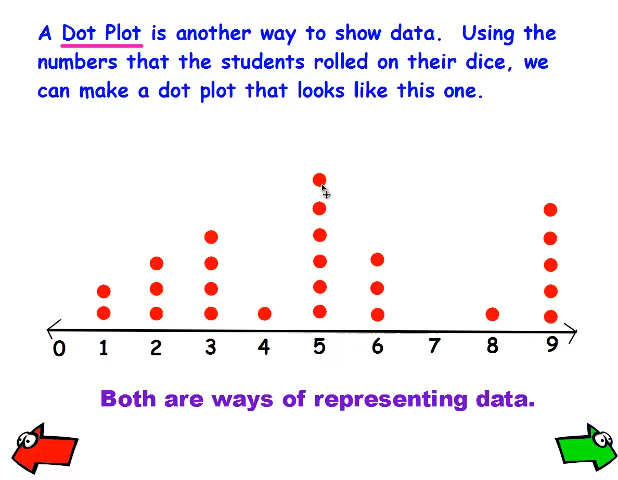 A Dot Plot is another way to show data. Using the
numbers that the students rolled on their dice, we
can make a dot plot that looks like this one.
0 1 2 3 4 5 6 7 8 9
Both are ways of representing data.